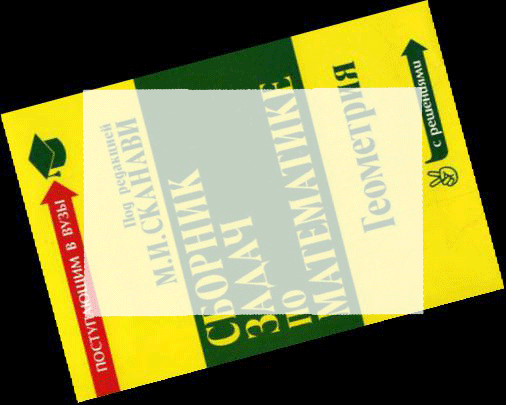 ПОСТУПАЮЩИМ В ВУЗЫ
Под редакцией
М.И.СКАНАВИ
СБОРНИК
ЗАДАЧ
ПО
МАТЕМАТИКЕ
Геометрия
с решениями